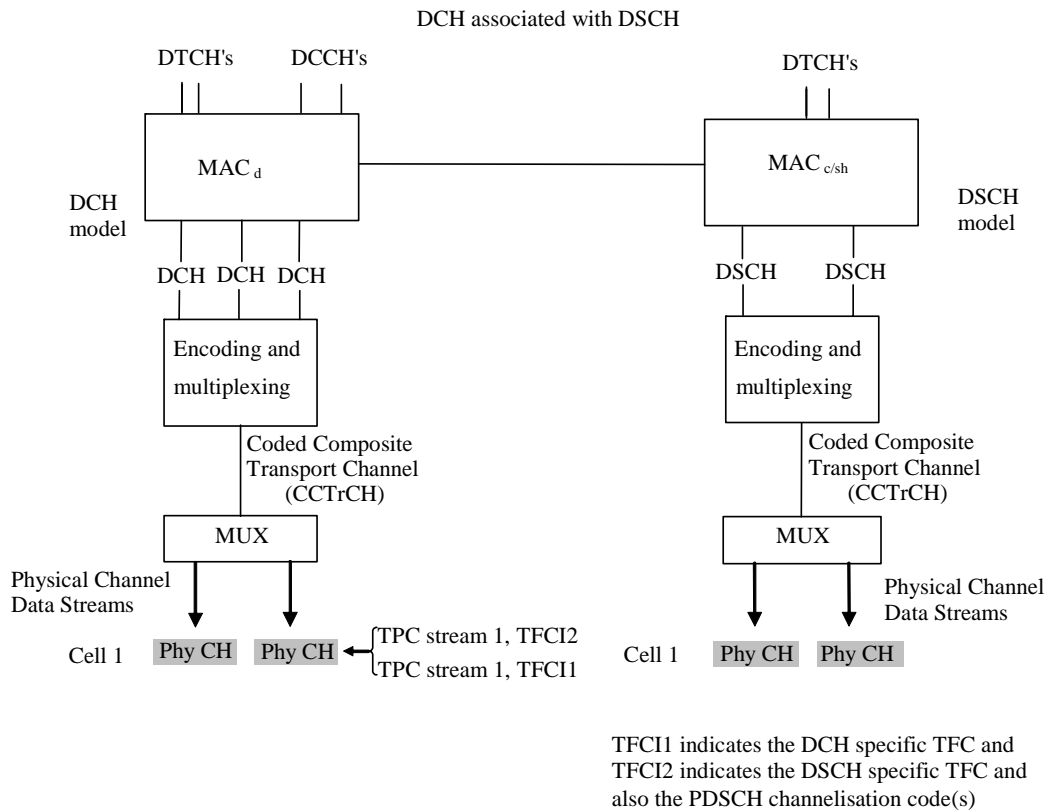 DCH associated with DSCH
DTCH's
DCCH's
DTCH's
MAC d
MAC c/sh
DCH
model
DSCH
model
DCH
DCH
DCH
DSCH
DSCH
Encoding and
multiplexing
Encoding and
multiplexing
Coded Composite
Transport Channel
(CCTrCH)
Coded Composite
Transport Channel
(CCTrCH)
MUX
MUX
Physical Channel
Data Streams
Physical Channel
Data Streams
Cell 1
Phy CH
Phy CH
TPC stream 1, TFCI2
TPC stream 1, TFCI1
Cell 1
Phy CH
Phy CH
TFCI1 indicates the DCH specific TFC and
TFCI2 indicates the DSCH specific TFC and
also the PDSCH channelisation code(s)